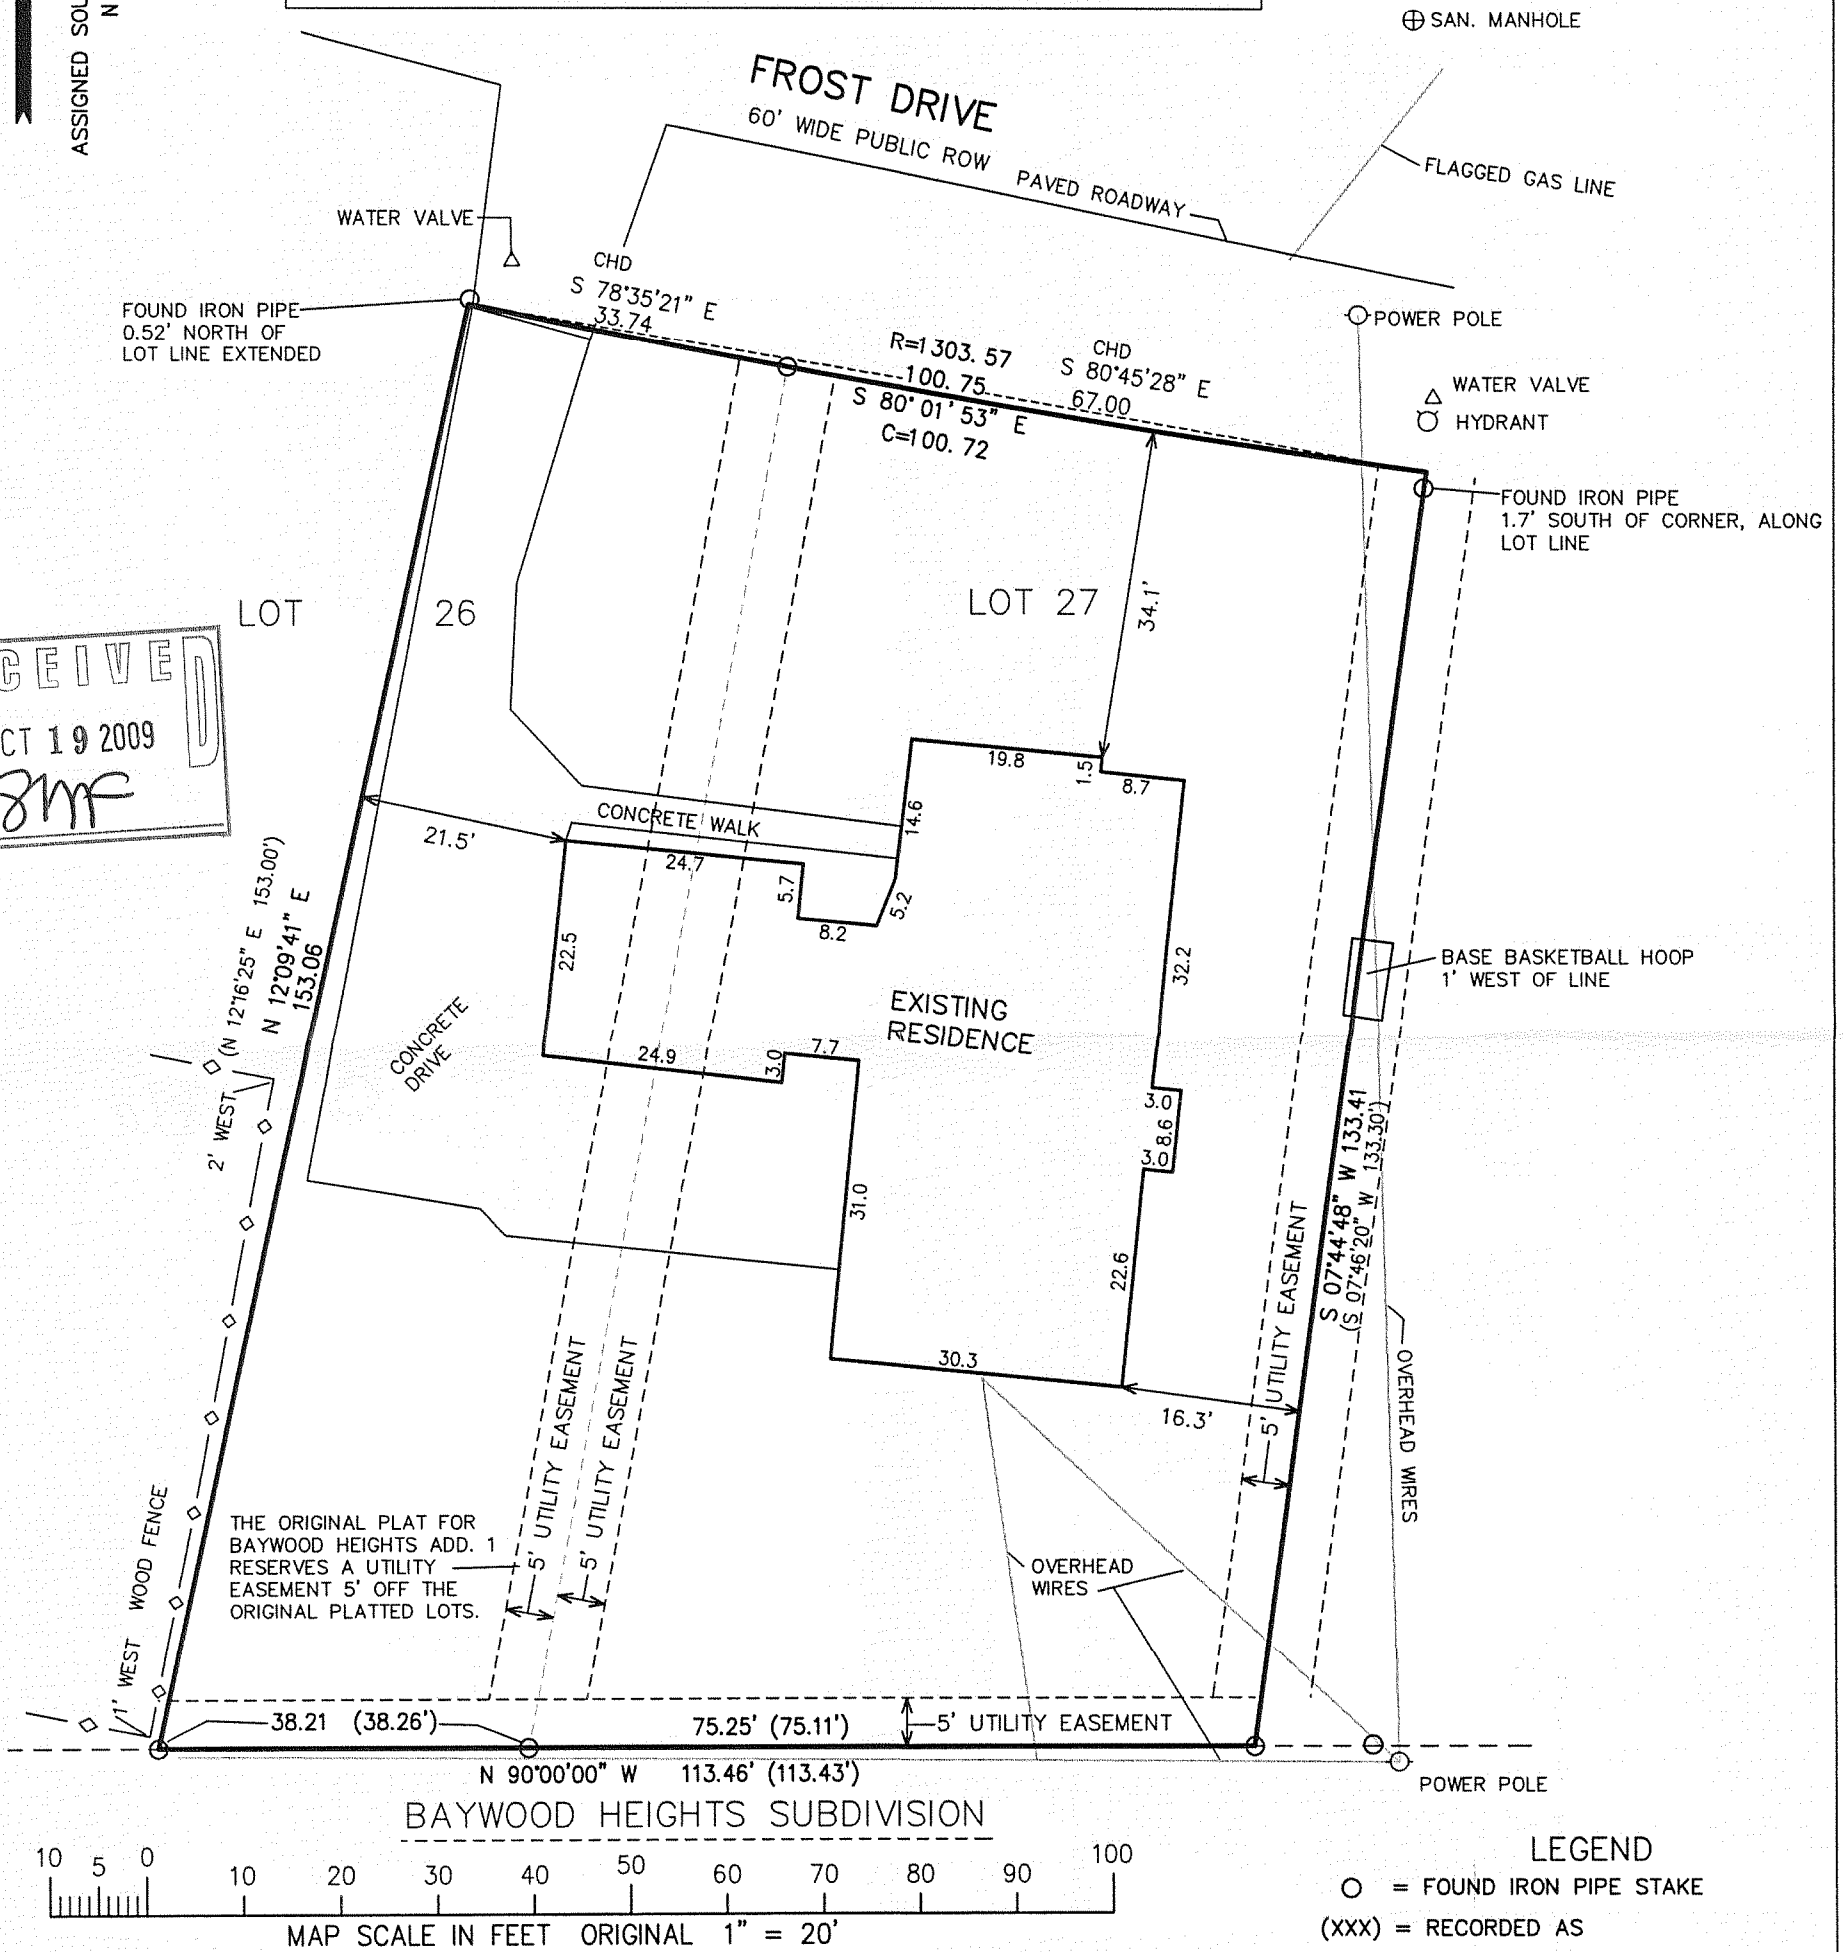 ASSIGNED SOU
N
⊕ SAN. MANHOLE
FROST DRIVE
60' WIDE PUBLIC ROW
PAVED ROADWAY
FLAGGED GAS LINE
WATER VALVE
CHD
S 78°35'21" E
33.74
FOUND IRON PIPE
0.52' NORTH OF
LOT LINE EXTENDED
POWER POLE
R=1303.57
100.75
S 80°01'53" E
C=100.72
CHD
S 80°45'28" E
67.00
WATER VALVE
HYDRANT
FOUND IRON PIPE
1.7' SOUTH OF CORNER, ALONG
LOT LINE
LOT 26
LOT 27
34.1'
CEIVED
CT 19 2009
19.8
1.5
8.7
14.6
CONCRETE WALK
21.5'
24.7
5.7
8.2
5.2
22.5
32.2
(N 12°16'25" E 153.00')
N 12°09'41" E
153.06
BASE BASKETBALL HOOP
1' WEST OF LINE
EXISTING
RESIDENCE
CONCRETE
DRIVE
24.9
3.0
7.7
3.0
8.6
3.0
2' WEST
31.0
22.6
S 07°44'48" W 133.41
(S 07°46'20" W 133.30')
5' UTILITY EASEMENT
30.3
16.3'
OVERHEAD WIRES
5' UTILITY EASEMENT
5' UTILITY EASEMENT
THE ORIGINAL PLAT FOR
BAYWOOD HEIGHTS ADD. 1
RESERVES A UTILITY
EASEMENT 5' OFF THE
ORIGINAL PLATTED LOTS.
WOOD FENCE
1' WEST
OVERHEAD
WIRES
38.21 (38.26')
75.25' (75.11')
5' UTILITY EASEMENT
N 90°00'00" W 113.46' (113.43')
POWER POLE
BAYWOOD HEIGHTS SUBDIVISION
10 5 0 10 20 30 40 50 60 70 80 90 100
MAP SCALE IN FEET ORIGINAL 1" = 20'
LEGEND
O = FOUND IRON PIPE STAKE
(XXX) = RECORDED AS